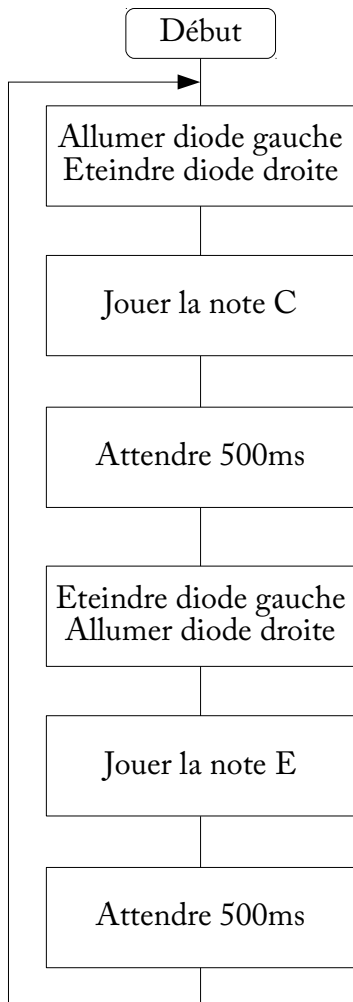 Début
Allumer diode gauche
Eteindre diode droite
Jouer la note C
Attendre 500ms
Eteindre diode gauche
Allumer diode droite
Jouer la note E
Attendre 500ms